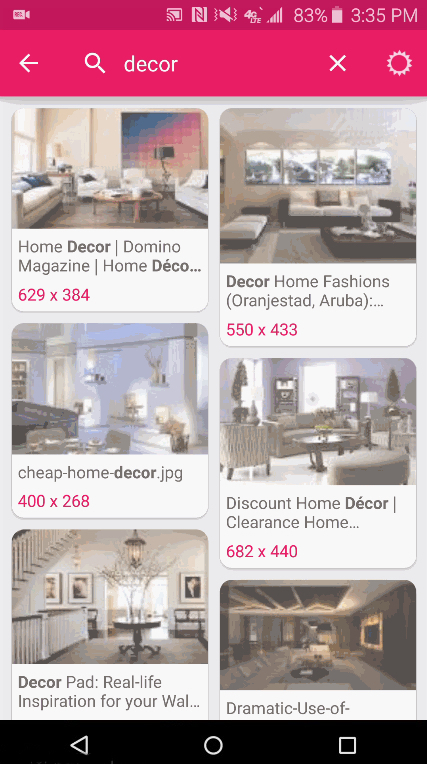 4G LTE 83% 3:35 PM
decor
Home Decor | Domino
Magazine | Home Déco...
629 x 384
Decor Home Fashions
(Oranjestad, Aruba):...
550 x 433
cheap-home-decor.jpg
400 x 268
Discount Home Décor |
Clearance Home...
682 x 440
Decor Pad: Real-life
Inspiration for your Wal...
Dramatic-Use-of-